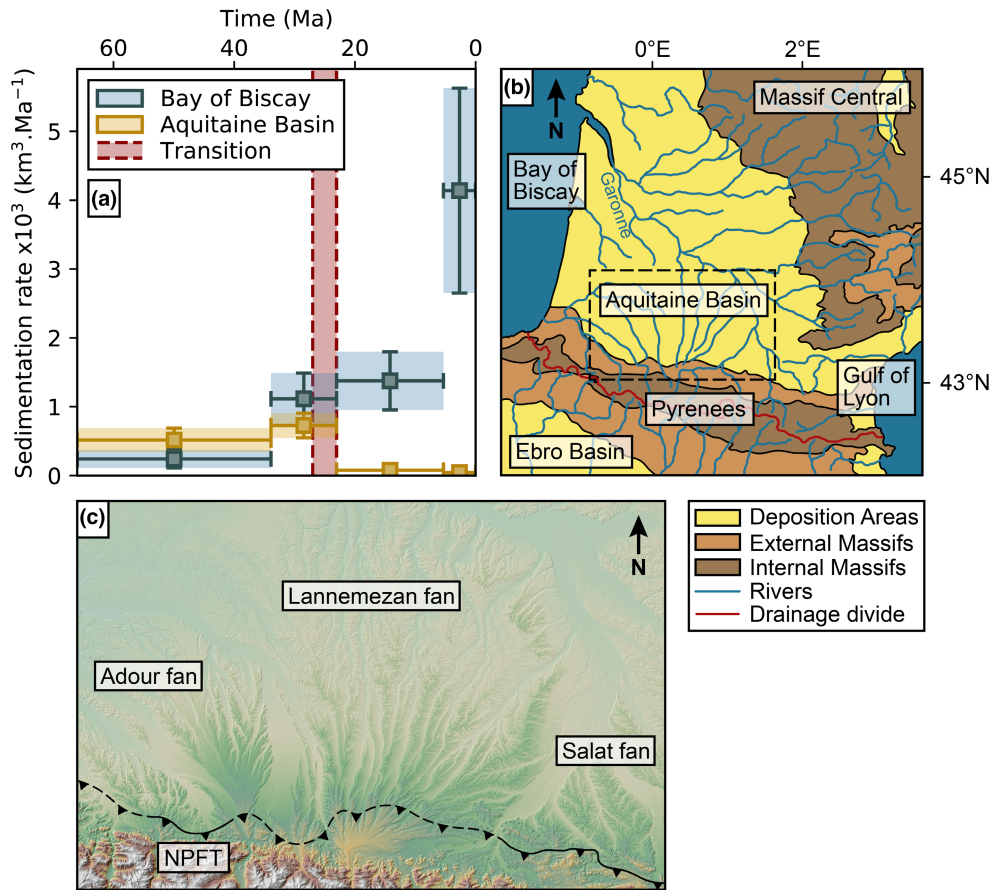 Time (Ma)
60 40 20 0
Sedimentation rate x10³ (km³ .Ma⁻¹)
5
4
3
2
1
0
Bay of Biscay
Aquitaine Basin
Transition
(a)
(b)
0°E 2°E
45°N
43°N
N
Massif Central
Bay of
Biscay
Garonne
Aquitaine Basin
Gulf of
Lyon
Pyrenees
Ebro Basin
(c)
N
Lannemezan fan
Adour fan
Salat fan
NPFT
Deposition Areas
External Massifs
Internal Massifs
Rivers
Drainage divide